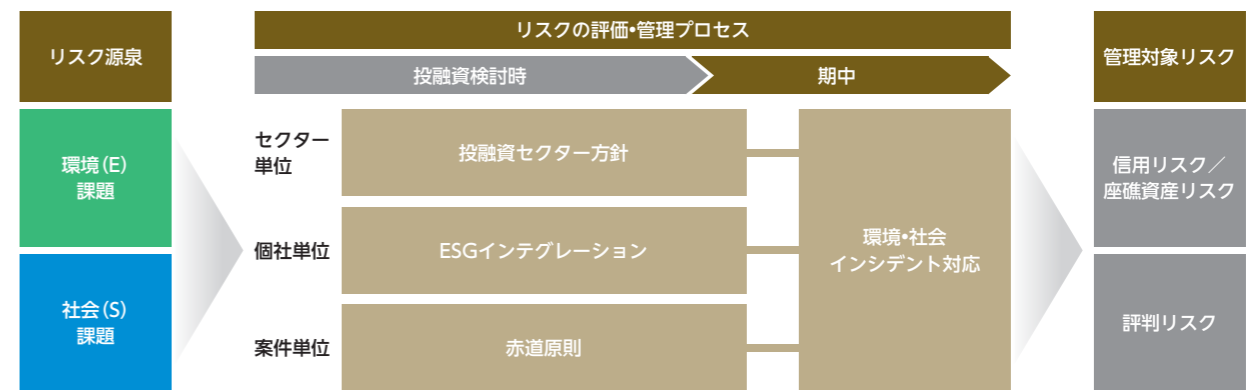 リスク源泉
環境(E)
課題
社会(S)
課題
リスクの評価・管理プロセス
投融資検討時
期中
セクター
単位
投融資セクター方針
個社単位
ESGインテグレーション
案件単位
赤道原則
環境・社会
インシデント対応
管理対象リスク
信用リスク／
座礁資産リスク
評判リスク